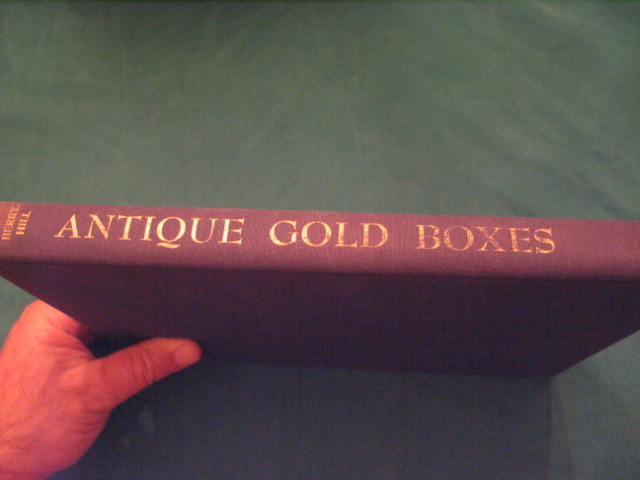 BERRY-
HILL
ANTIQUE GOLD BOXES